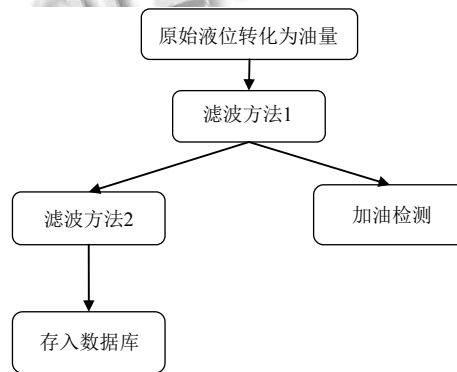 原始液位转化为油量
滤波方法1
滤波方法2
加油检测
存入数据库